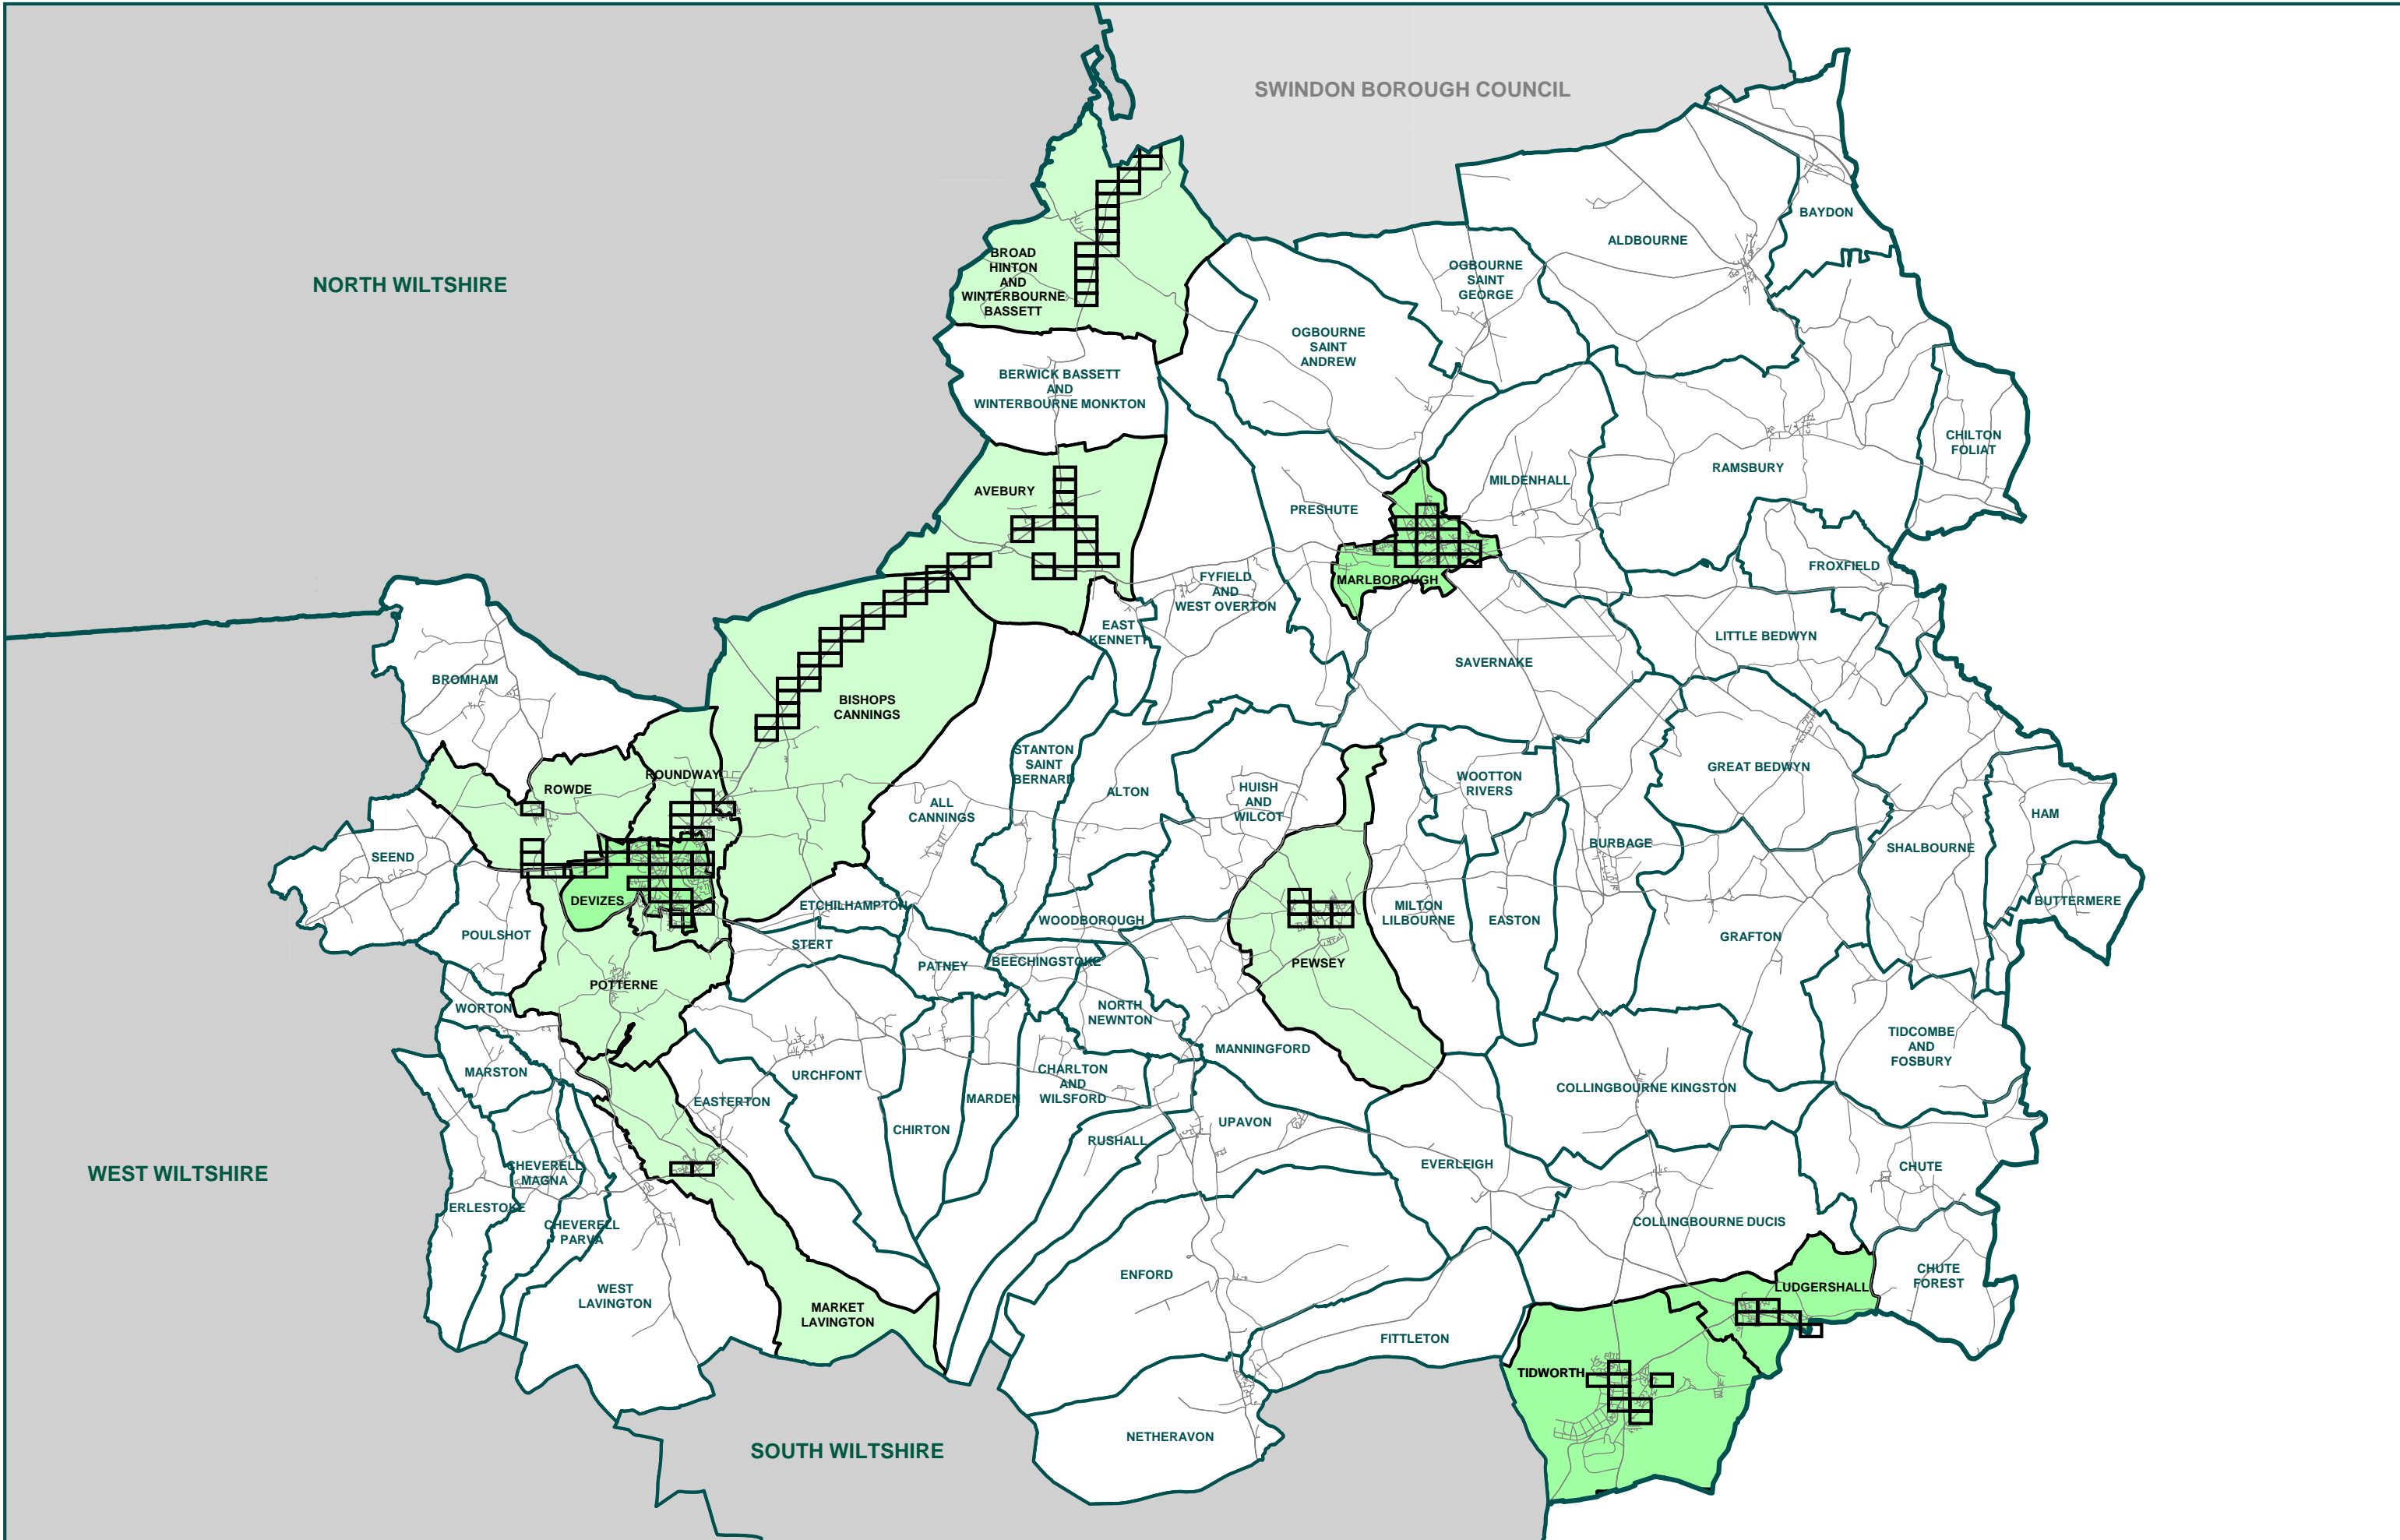 SWINDON BOROUGH COUNCIL
NORTH WILTSHIRE
BAYDON
ALDBOURNE
BROAD
HINTON
AND
WINTERBOURNE
BASSETT
OGBOURNE
SAINT
GEORGE
OGBOURNE
SAINT
ANDREW
BERWICK BASSETT
AND
WINTERBOURNE MONKTON
CHILTON
FOLIAT
RAMSBURY
MILDENHALL
AVEBURY
PRESHUTE
FROXFIELD
MARLBOROUGH
FYFIELD
AND
WEST OVERTON
EAST
KENNETT
LITTLE BEDWYN
SAVERNAKE
BROMHAM
BISHOPS
CANNINGS
STANTON
SAINT
BERNARD
ROUNDWAY
ROWDE
GREAT BEDWYN
WOOTTON
RIVERS
HUISH
AND
WILCOT
ALTON
ALL
CANNINGS
HAM
BURBAGE
SHALBOURNE
SEEND
DEVIZES
ETCHILHAMPTON
BUTTERMERE
MILTON
LILBOURNE
EASTON
WOODBOROUGH
POULSHOT
STERT
GRAFTON
PATNEY
BEECHINGSTOKE
PEWSEY
POTTERNE
WORTON
NORTH
NEWNTON
TIDCOMBE
AND
FOSBURY
MANNINGFORD
MARSTON
URCHFONT
CHARLTON
AND
WILSFORD
COLLINGBOURNE KINGSTON
EASTERTON
MARDEN
CHIRTON
UPAVON
RUSHALL
WEST WILTSHIRE
CHEVERELL
MAGNA
EVERLEIGH
CHUTE
ERLESTOKE
CHEVERELL
PARVA
COLLINGBOURNE DUCIS
ENFORD
CHUTE
FOREST
WEST
LAVINGTON
LUDGERSHALL
MARKET
LAVINGTON
FITTLETON
TIDWORTH
NETHERAVON
SOUTH WILTSHIRE